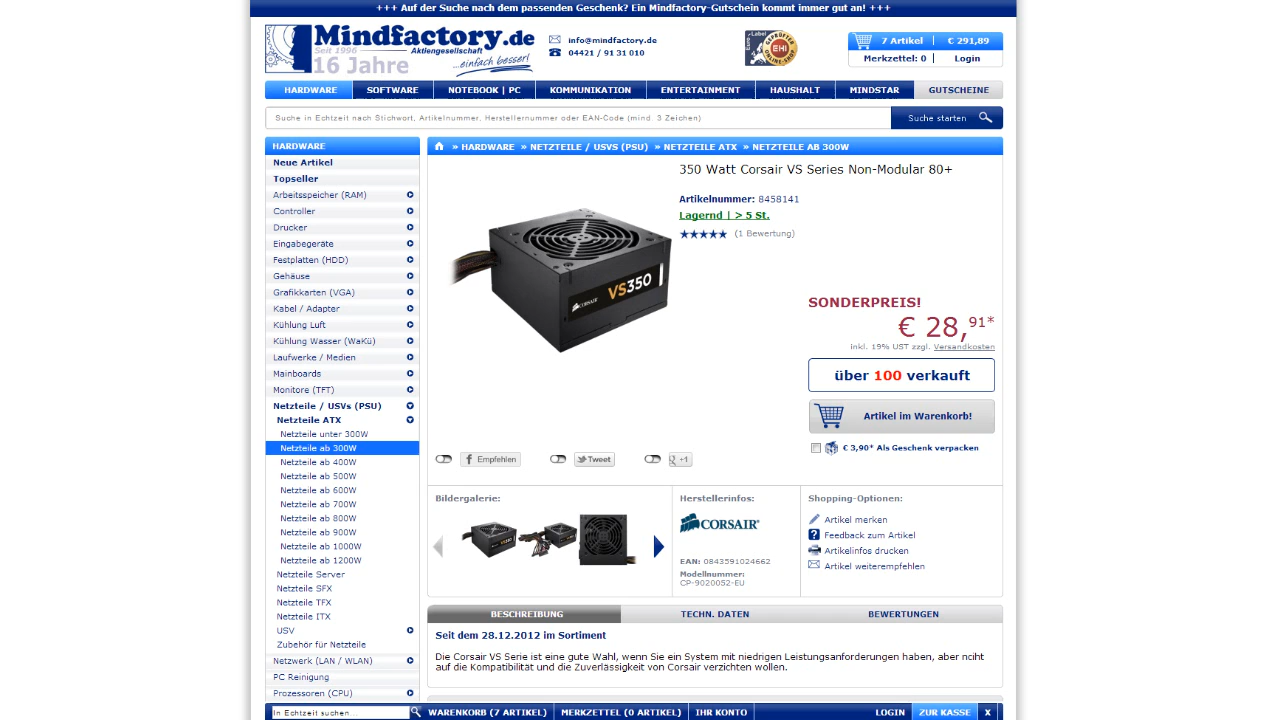 +++ Auf der Suche nach dem passenden Geschenk? Ein Mindfactory-Gutschein kommt immer gut an! +++
Mindfactory.de
Seit 1996
Aktiengesellschaft
16 Jahre
...einfach besser!
info@mindfactory.de
04421 / 91 31 010
Euro-Label
GEPRÜFTER
EHI
ONLINE-SHOP
7 Artikel | € 291,89
Merkzettel: 0 | Login
HARDWARE SOFTWARE NOTEBOOK | PC KOMMUNIKATION ENTERTAINMENT HAUSHALT MINDSTAR GUTSCHEINE
Suche in Echtzeit nach Stichwort, Artikelnummer, Herstellernummer oder EAN-Code (mind. 3 Zeichen)
Suche starten
HARDWARE
Neue Artikel
Topseller
Arbeitsspeicher (RAM)
Controller
Drucker
Eingabegeräte
Festplatten (HDD)
Gehäuse
Grafikkarten (VGA)
Kabel / Adapter
Kühlung Luft
Kühlung Wasser (WaKü)
Laufwerke / Medien
Mainboards
Monitore (TFT)
Netzteile / USVs (PSU)
Netzteile ATX
Netzteile unter 300W
Netzteile ab 300W
Netzteile ab 400W
Netzteile ab 500W
Netzteile ab 600W
Netzteile ab 700W
Netzteile ab 800W
Netzteile ab 900W
Netzteile ab 1000W
Netzteile ab 1200W
Netzteile Server
Netzteile SFX
Netzteile TFX
Netzteile ITX
USV
Zubehör für Netzteile
Netzwerk (LAN / WLAN)
PC Reinigung
Prozessoren (CPU)
» HARDWARE » NETZTEILE / USVS (PSU) » NETZTEILE ATX » NETZTEILE AB 300W
350 Watt Corsair VS Series Non-Modular 80+
Artikelnummer: 8458141
Lagernd | > 5 St.
(1 Bewertung)
CORSAIR VS350
SONDERPREIS!
€ 28,91*
inkl. 19% UST zzgl. Versandkosten
über 100 verkauft
Artikel im Warenkorb!
€ 3,90* Als Geschenk verpacken
Empfehlen Tweet +1
Bildergalerie:
Herstellerinfos:
CORSAIR
EAN: 0843591024662
Modellnummer:
CP-9020052-EU
Shopping-Optionen:
Artikel merken
Feedback zum Artikel
Artikelinfos drucken
Artikel weiterempfehlen
BESCHREIBUNG TECHN. DATEN BEWERTUNGEN
Seit dem 28.12.2012 im Sortiment
Die Corsair VS Serie ist eine gute Wahl, wenn Sie ein System mit niedrigen Leistungsanforderungen haben, aber nciht
auf die Kompatibilität und die Zuverlässigkeit von Corsair verzichten wollen.
In Echtzeit suchen... WARENKORB (7 ARTIKEL) MERKZETTEL (0 ARTIKEL) IHR KONTO LOGIN ZUR KASSE X